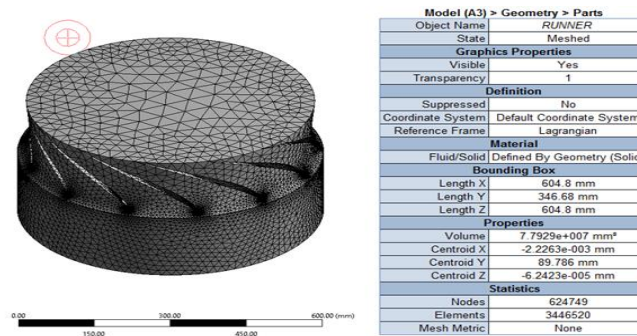 Model (A3) > Geometry > Parts
Object Name RUNNER
State Meshed
Graphics Properties
Visible Yes
Transparency 1
Definition
Suppressed No
Coordinate System Default Coordinate System
Reference Frame Lagrangian
Material
Fluid/Solid Defined By Geometry (Solid
Bounding Box
Length X 604.8 mm
Length Y 346.68 mm
Length Z 604.8 mm
Properties
Volume 7.7929e+007 mm³
Centroid X -2.2263e-003 mm
Centroid Y 89.786 mm
Centroid Z -6.2423e-005 mm
Statistics
Nodes 624749
Elements 3446520
Mesh Metric None
0.00 300.00 600.00 (mm)
150.00 450.00